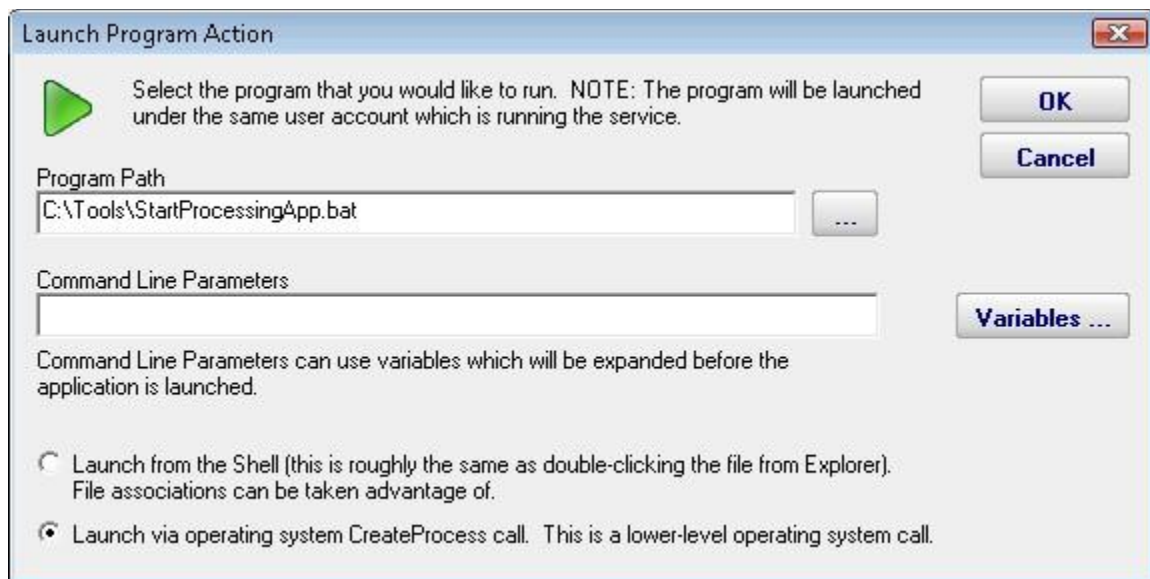 Launch Program Action
Select the program that you would like to run.  NOTE: The program will be launched
under the same user account which is running the service.
OK
Cancel
Program Path
C:\Tools\StartProcessingApp.bat
...
Command Line Parameters
Variables ...
Command Line Parameters can use variables which will be expanded before the
application is launched.
Launch from the Shell (this is roughly the same as double-clicking the file from Explorer).
File associations can be taken advantage of.
Launch via operating system CreateProcess call.  This is a lower-level operating system call.